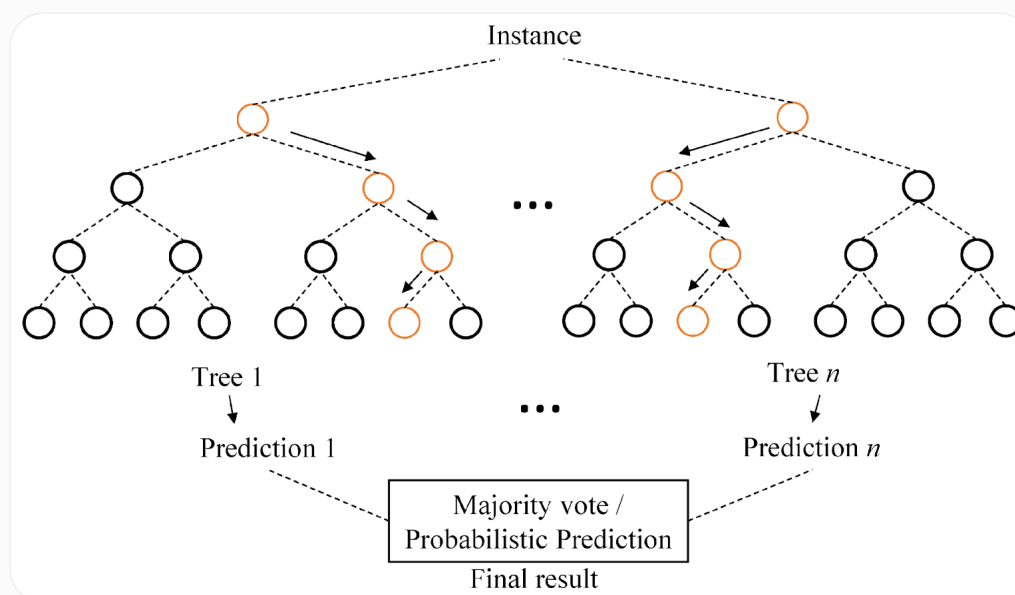 Instance
...
Tree 1
Tree n
...
Prediction 1
Prediction n
Majority vote /
Probabilistic Prediction
Final result